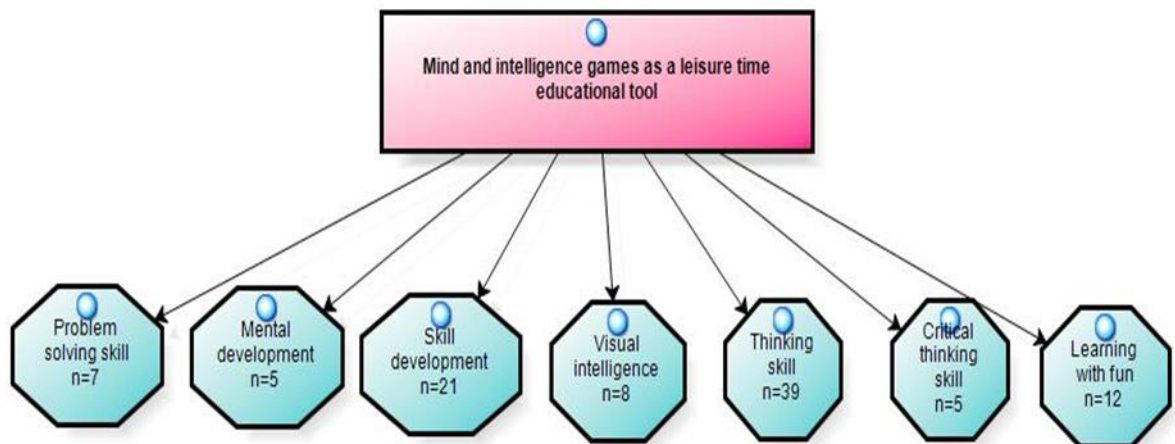 Mind and intelligence games as a leisure time
educational tool
Problem
solving skill
n=7
Mental
development
n=5
Skill
development
n=21
Visual
intelligence
n=8
Thinking
skill
n=39
Critical
thinking
skill
n=5
Learning
with fun
n=12